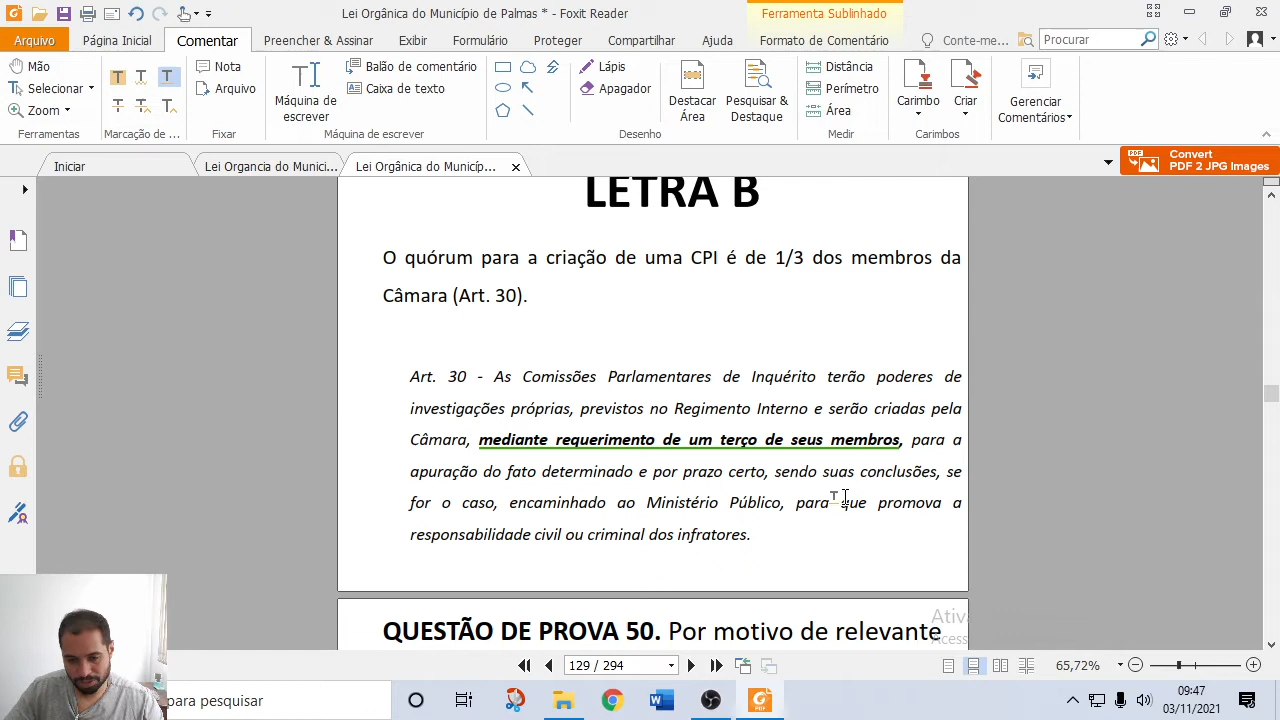 Lei Orgânica do Município de Palmas * - Foxit Reader
Ferramenta Sublinhado
Arquivo Página Inicial Comentar Preencher & Assinar Exibir Formulário Proteger Compartilhar Ajuda Formato de Comentário Conte-me... Procurar
Mão
Selecionar
Zoom
Ferramentas
Marcação de ...
Nota
Arquivo
Fixar
Máquina de escrever
Balão de comentário
Caixa de texto
Máquina de escrever
Lápis
Apagador
Desenho
Destacar Área
Pesquisar & Destaque
Distância
Perímetro
Área
Medir
Carimbo
Criar
Carimbos
Gerenciar Comentários
Iniciar
Lei Organcia do Munici...
Lei Orgânica do Municíp...
Convert
PDF 2 JPG Images
LETRA B
O quórum para a criação de uma CPI é de 1/3 dos membros da
Câmara (Art. 30).
Art. 30 - As Comissões Parlamentares de Inquérito terão poderes de
investigações próprias, previstos no Regimento Interno e serão criadas pela
Câmara, mediante requerimento de um terço de seus membros, para a
apuração do fato determinado e por prazo certo, sendo suas conclusões, se
for o caso, encaminhado ao Ministério Público, para que promova a
responsabilidade civil ou criminal dos infratores.
Ativ
Acess
QUESTÃO DE PROVA 50. Por motivo de relevante
129 / 294
65,72%
para pesquisar
09:47
03/11/2021